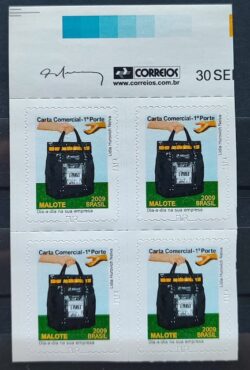 CORREIOS
www.correios.com.br
30 SE
Carta Comercial-1º Porte
Carta Comercial-1º Porte
2009
MALOTE BRASIL
Dia-a-dia na sua empresa
2009
MALOTE BRASIL
Dia-a-dia na sua empresa
Carta Comercial-1º Porte
Carta Comercial-1º Porte
2009
MALOTE BRASIL
Dia-a-dia na sua empresa
2009
MALOTE BRASIL
Dia-a-dia na sua empresa